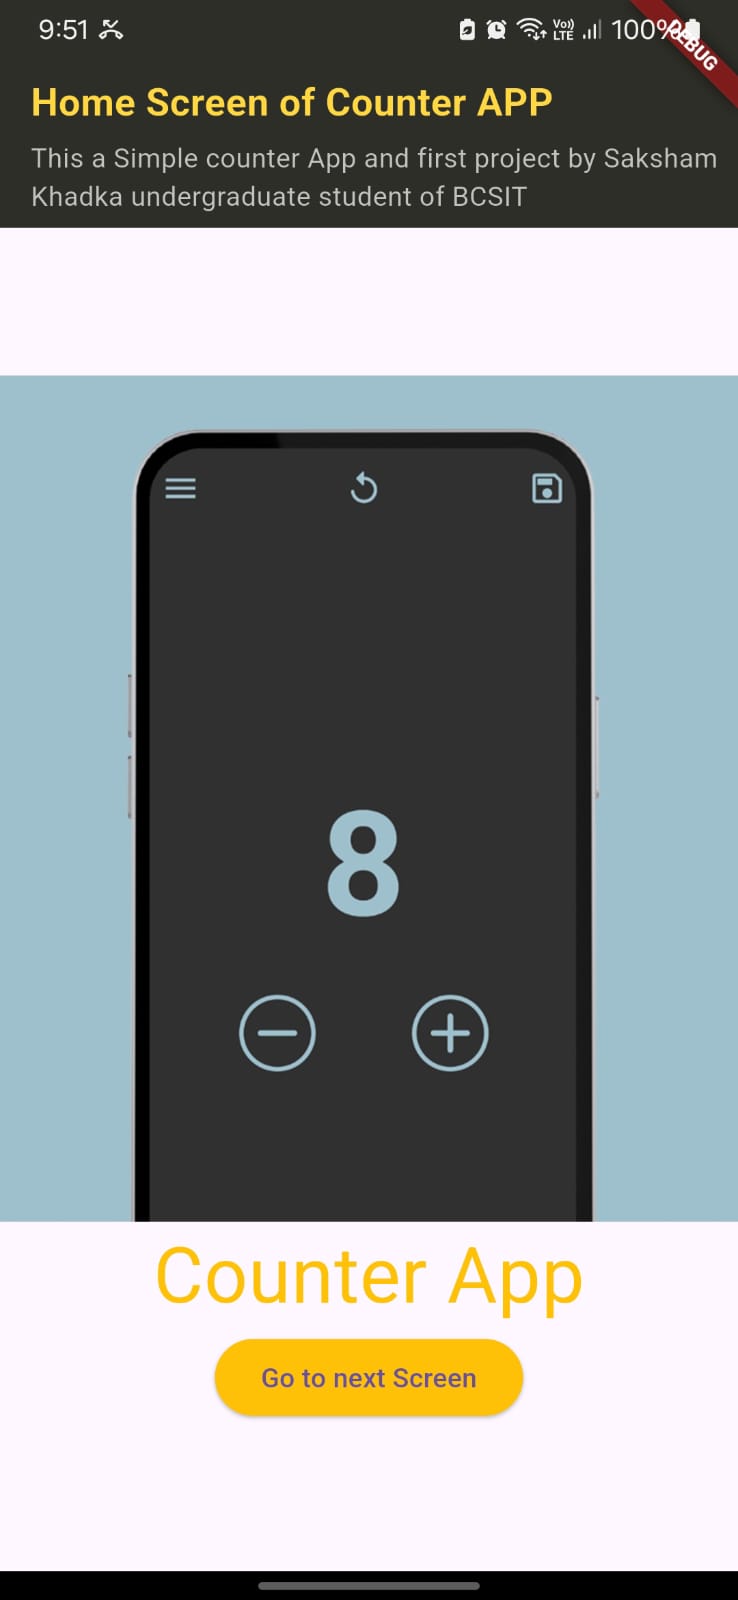 9:51
Vo))
LTE
100%
DEBUG
Home Screen of Counter APP
This a Simple counter App and first project by Saksham
Khadka undergraduate student of BCSIT
8
Counter App
Go to next Screen